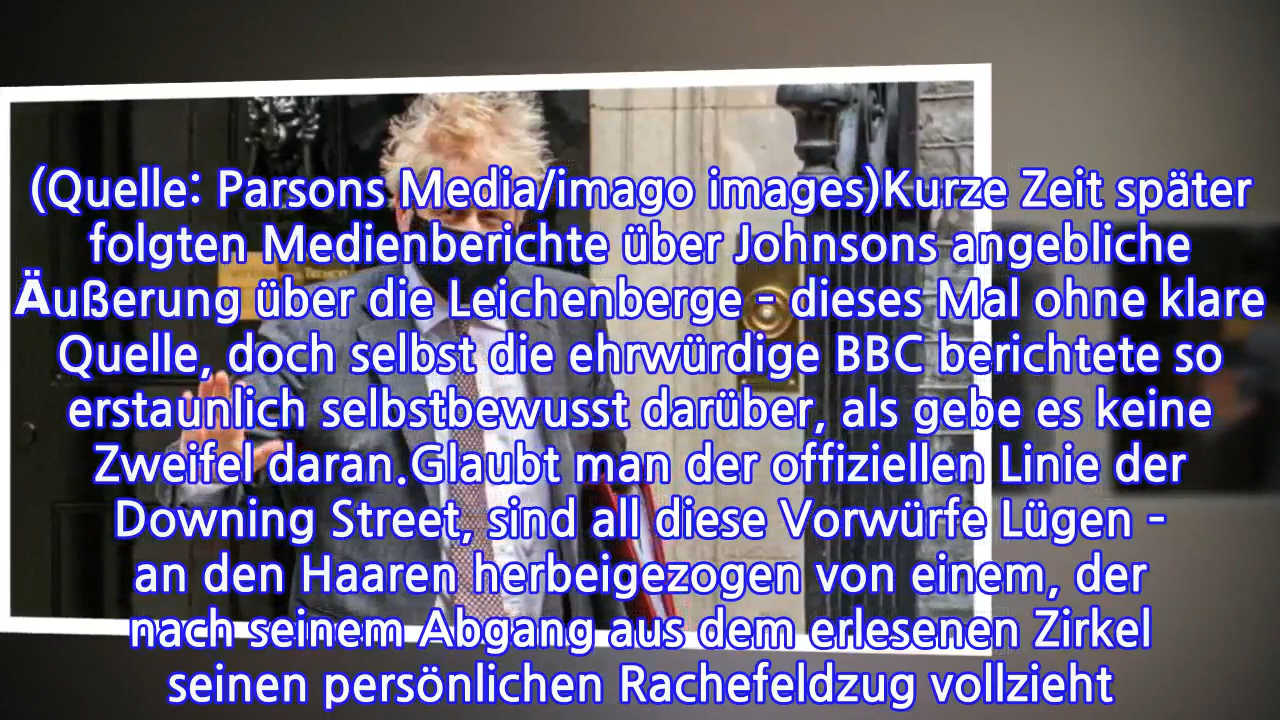 (Quelle: Parsons Media/imago images)Kurze Zeit später
folgten Medienberichte über Johnsons angebliche
Äußerung über die Leichenberge - dieses Mal ohne klare
Quelle, doch selbst die ehrwürdige BBC berichtete so
erstaunlich selbstbewusst darüber, als gebe es keine
Zweifel daran.Glaubt man der offiziellen Linie der
Downing Street, sind all diese Vorwürfe Lügen -
an den Haaren herbeigezogen von einem, der
nach seinem Abgang aus dem erlesenen Zirkel
seinen persönlichen Rachefeldzug vollzieht